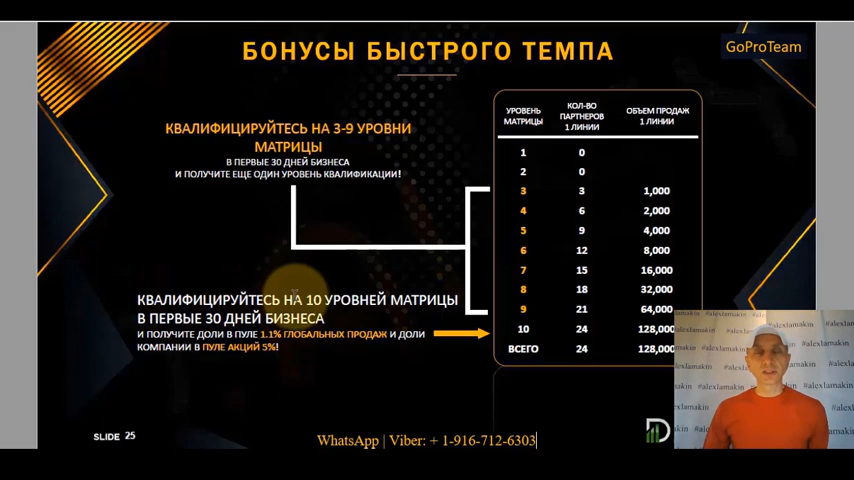 БОНУСЫ БЫСТРОГО ТЕМПА
GoProTeam
КВАЛИФИЦИРУЙТЕСЬ НА 3-9 УРОВНИ
МАТРИЦЫ
В ПЕРВЫЕ 30 ДНЕЙ БИЗНЕСА
И ПОЛУЧИТЕ ЕЩЕ ОДИН УРОВЕНЬ КВАЛИФИКАЦИИ!
КВАЛИФИЦИРУЙТЕСЬ НА 10 УРОВНЕЙ МАТРИЦЫ
В ПЕРВЫЕ 30 ДНЕЙ БИЗНЕСА
И ПОЛУЧИТЕ ДОЛИ В ПУЛЕ 1.1% ГЛОБАЛЬНЫХ ПРОДАЖ И ДОЛИ
КОМПАНИИ В ПУЛЕ АКЦИЙ 5%!
УРОВЕНЬ МАТРИЦЫ КОЛ-ВО ПАРТНЕРОВ 1 ЛИНИИ ОБЪЕМ ПРОДАЖ 1 ЛИНИИ
1 0
2 0
3 3 1,000
4 6 2,000
5 9 4,000
6 12 8,000
7 15 16,000
8 18 32,000
9 21 64,000
10 24 128,000
ВСЕГО 24 128,000
#alexlamakin
SLIDE 25
WhatsApp | Viber: + 1-916-712-6303